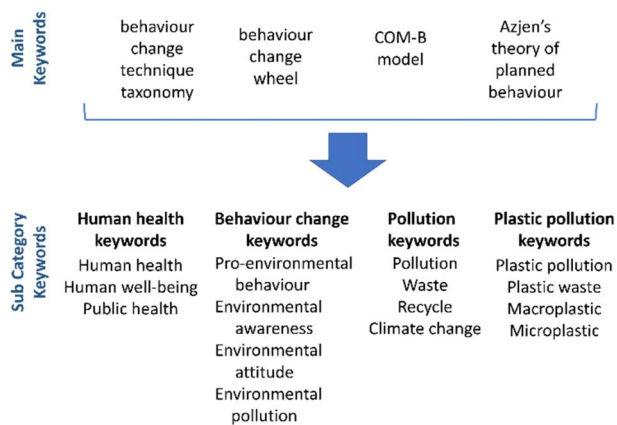 Main
Keywords
behaviour
change
technique
taxonomy
behaviour
change
wheel
COM-B
model
Azjen's
theory of
planned
behaviour
Sub Category
Keywords
Human health
keywords
Human health
Human well-being
Public health
Behaviour change
keywords
Pro-environmental
behaviour
Environmental
awareness
Environmental
attitude
Environmental
pollution
Pollution
keywords
Pollution
Waste
Recycle
Climate change
Plastic pollution
keywords
Plastic pollution
Plastic waste
Macroplastic
Microplastic